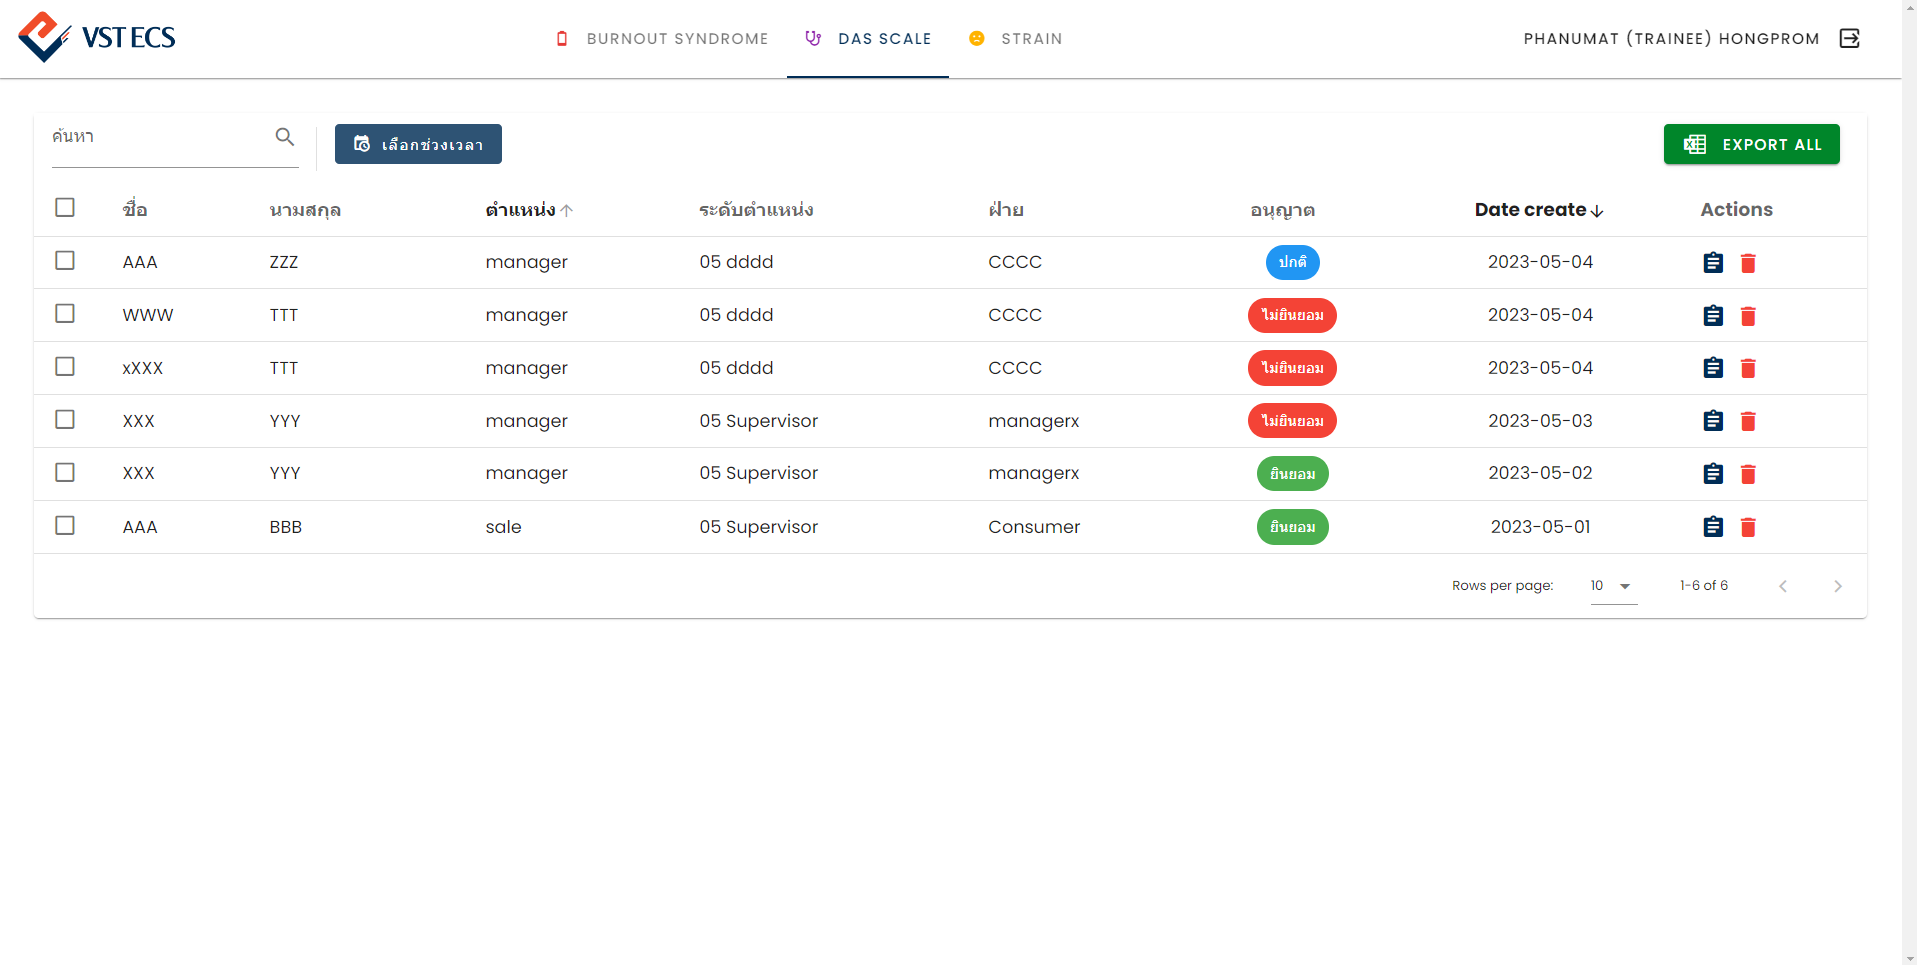 VST ECS
BURNOUT SYNDROME DAS SCALE STRAIN PHANUMAT (TRAINEE) HONGPROM
ค้นหา เลือกช่วงเวลา EXPORT ALL
ชื่อ นามสกุล ตำแหน่ง ระดับตำแหน่ง ฝ่าย อนุญาต Date create Actions
AAA ZZZ manager 05 dddd CCCC ปกติ 2023-05-04
WWW TTT manager 05 dddd CCCC ไม่ยินยอม 2023-05-04
xXXX TTT manager 05 dddd CCCC ไม่ยินยอม 2023-05-04
XXX YYY manager 05 Supervisor managerx ไม่ยินยอม 2023-05-03
XXX YYY manager 05 Supervisor managerx ยินยอม 2023-05-02
AAA BBB sale 05 Supervisor Consumer ยินยอม 2023-05-01
Rows per page: 10 1-6 of 6